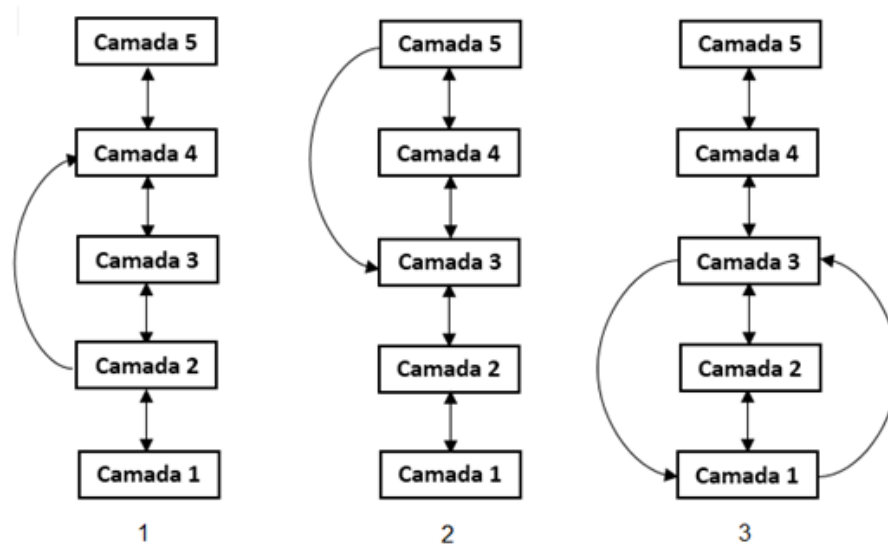 Camada 5 Camada 5 Camada 5
Camada 4 Camada 4 Camada 4
Camada 3 Camada 3 Camada 3
Camada 2 Camada 2 Camada 2
Camada 1 Camada 1 Camada 1
1 2 3